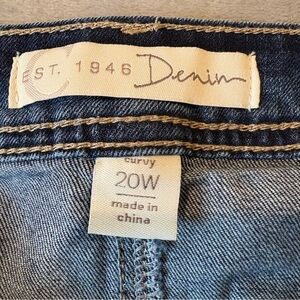 EST. 1946 Denim
curvy
20W
made in
china